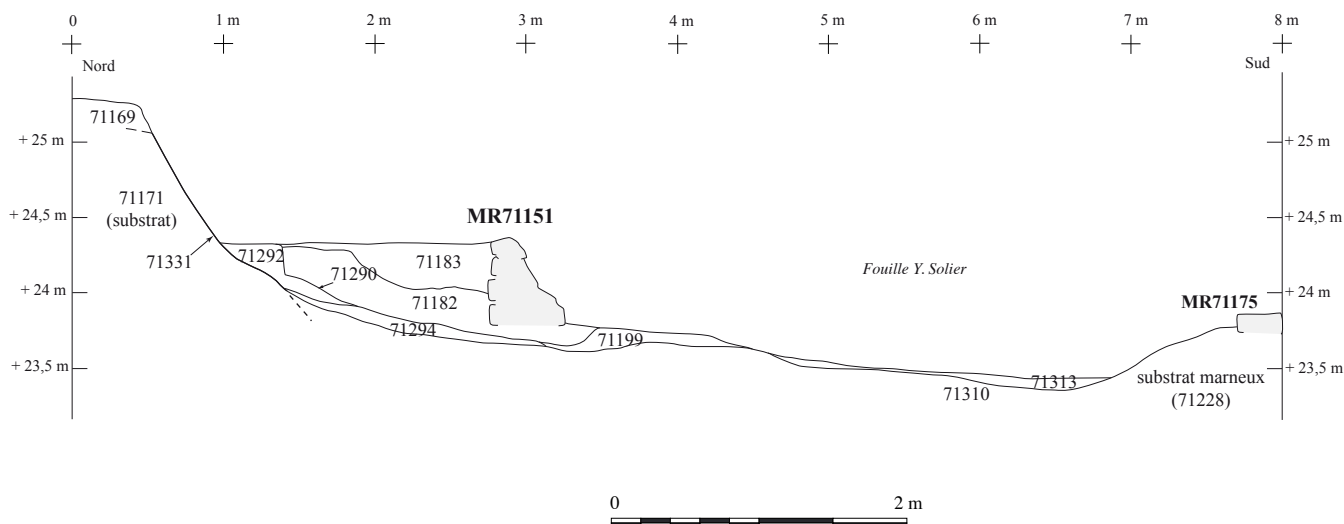 0 1 m 2 m 3 m 4 m 5 m 6 m 7 m 8 m
Nord Sud
71169
+ 25 m + 25 m
71171
(substrat)
+ 24,5 m MR71151 + 24,5 m
71331 71292 71290 71183 Fouille Y. Solier
+ 24 m 71182 MR71175 + 24 m
71294 71199
+ 23,5 m 71313 substrat marneux + 23,5 m
71310 (71228)
0 2 m